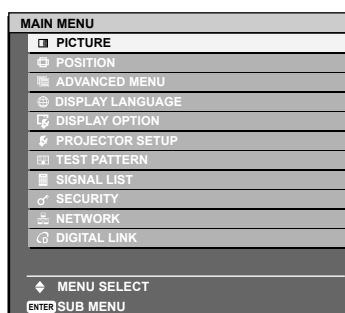 MAIN MENU
PICTURE
POSITION
ADVANCED MENU
DISPLAY LANGUAGE
DISPLAY OPTION
PROJECTOR SETUP
TEST PATTERN
SIGNAL LIST
SECURITY
NETWORK
DIGITAL LINK
MENU SELECT
ENTER SUB MENU